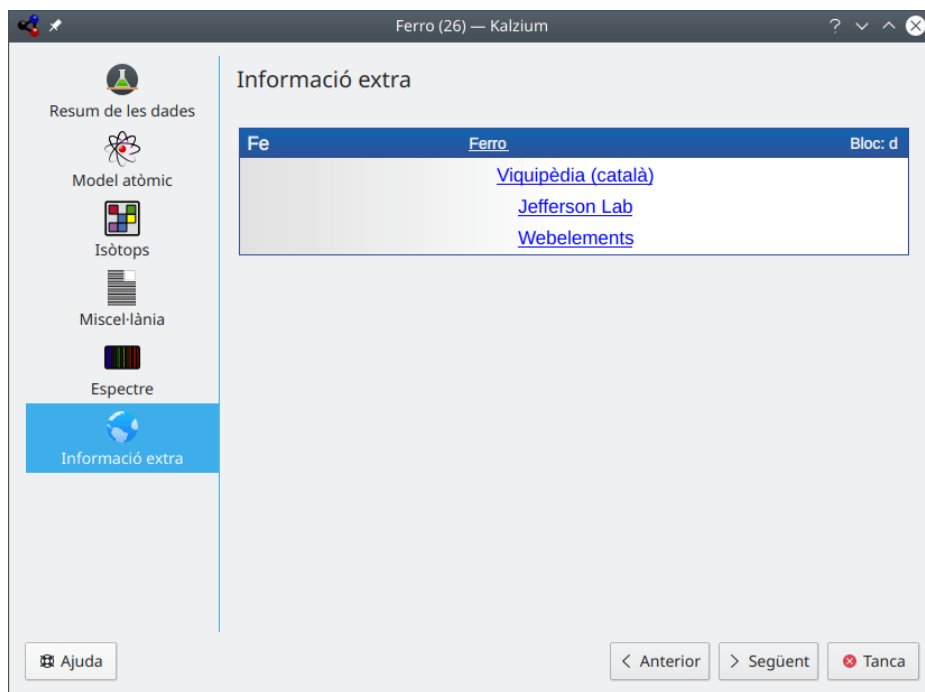 Ferro (26) — Kalzium
Resum de les dades
Model atòmic
Isòtops
Miscel·lània
Espectre
Informació extra
Informació extra
Fe Ferro Bloc: d
Viquipèdia (català)
Jefferson Lab
Webelements
Ajuda
Anterior
Següent
Tanca